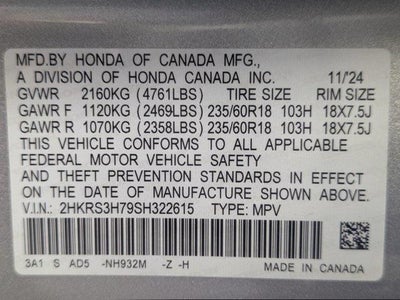 MFD.BY HONDA OF CANADA MFG.,
A DIVISION OF HONDA CANADA INC. 11/24
GVWR 2160KG (4761LBS) TIRE SIZE RIM SIZE
GAWR F 1120KG (2469LBS) 235/60R18 103H 18X7.5J
GAWR R 1070KG (2358LBS) 235/60R18 103H 18X7.5J
THIS VEHICLE CONFORMS TO ALL APPLICABLE
FEDERAL MOTOR VEHICLE SAFETY
AND THEFT PREVENTION STANDARDS IN EFFECT ON
THE DATE OF MANUFACTURE SHOWN ABOVE.
V.I.N.: 2HKRS3H79SH322615 TYPE: MPV
3A1 S AD5 -NH932M -Z -H